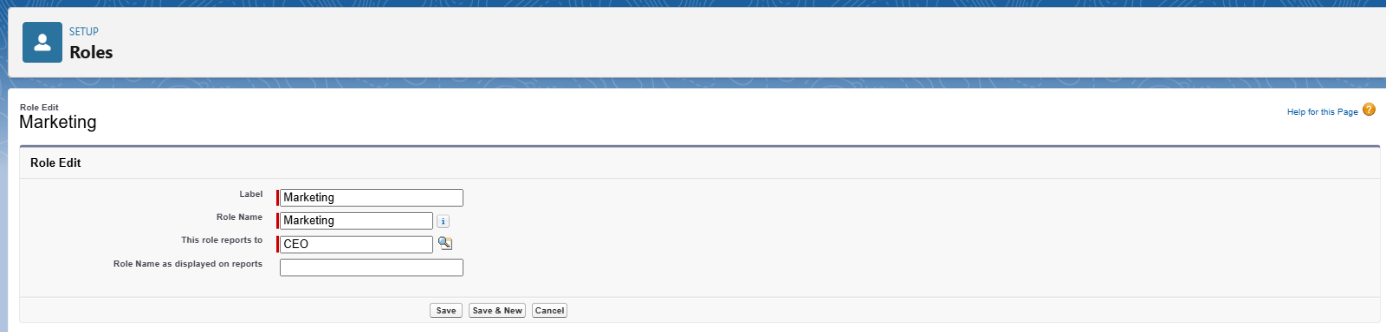 SETUP
Roles
Role Edit
Marketing
Help for this Page ?
Role Edit
Label Marketing
Role Name Marketing i
This role reports to CEO
Role Name as displayed on reports
Save Save & New Cancel